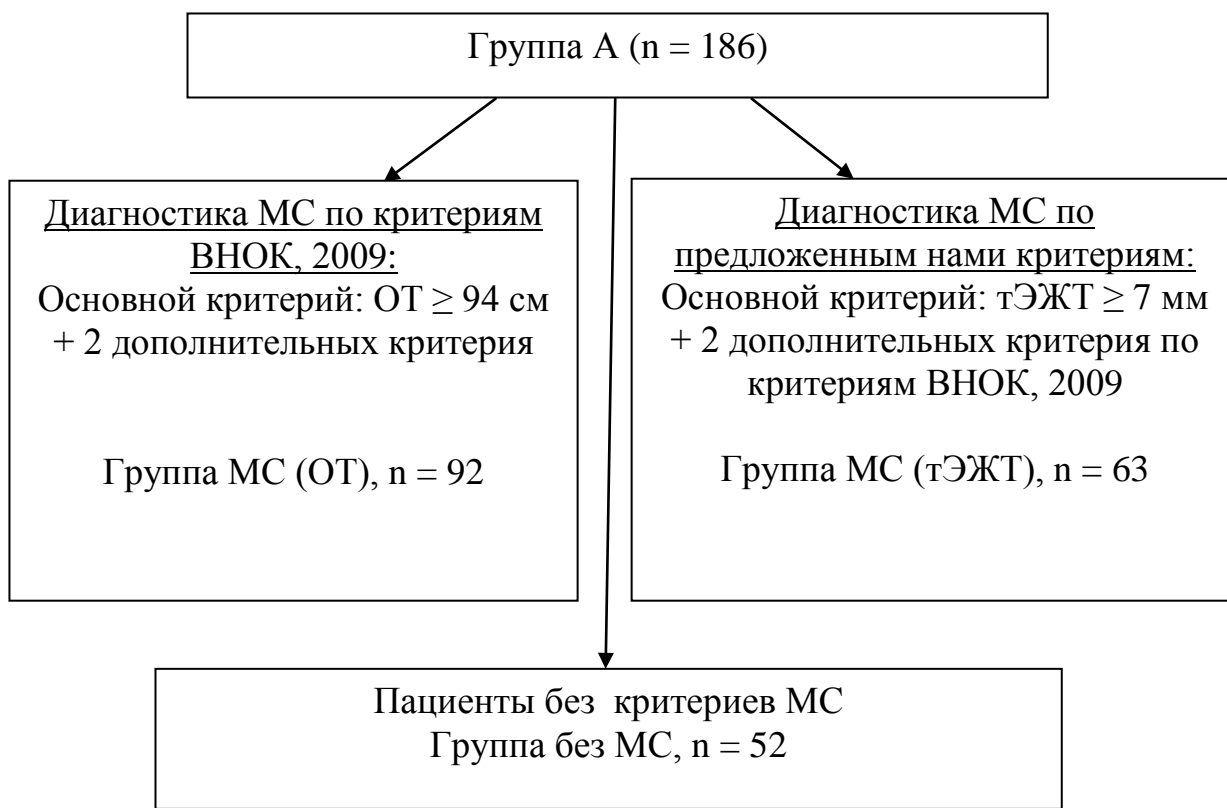 Группа А (n = 186)
Диагностика МС по критериям
ВНОК, 2009:
Основной критерий: ОТ ≥ 94 см
+ 2 дополнительных критерия
Группа МС (ОТ), n = 92
Диагностика МС по
предложенным нами критериям:
Основной критерий: тЭЖТ ≥ 7 мм
+ 2 дополнительных критерия по
критериям ВНОК, 2009
Группа МС (тЭЖТ), n = 63
Пациенты без критериев МС
Группа без МС, n = 52